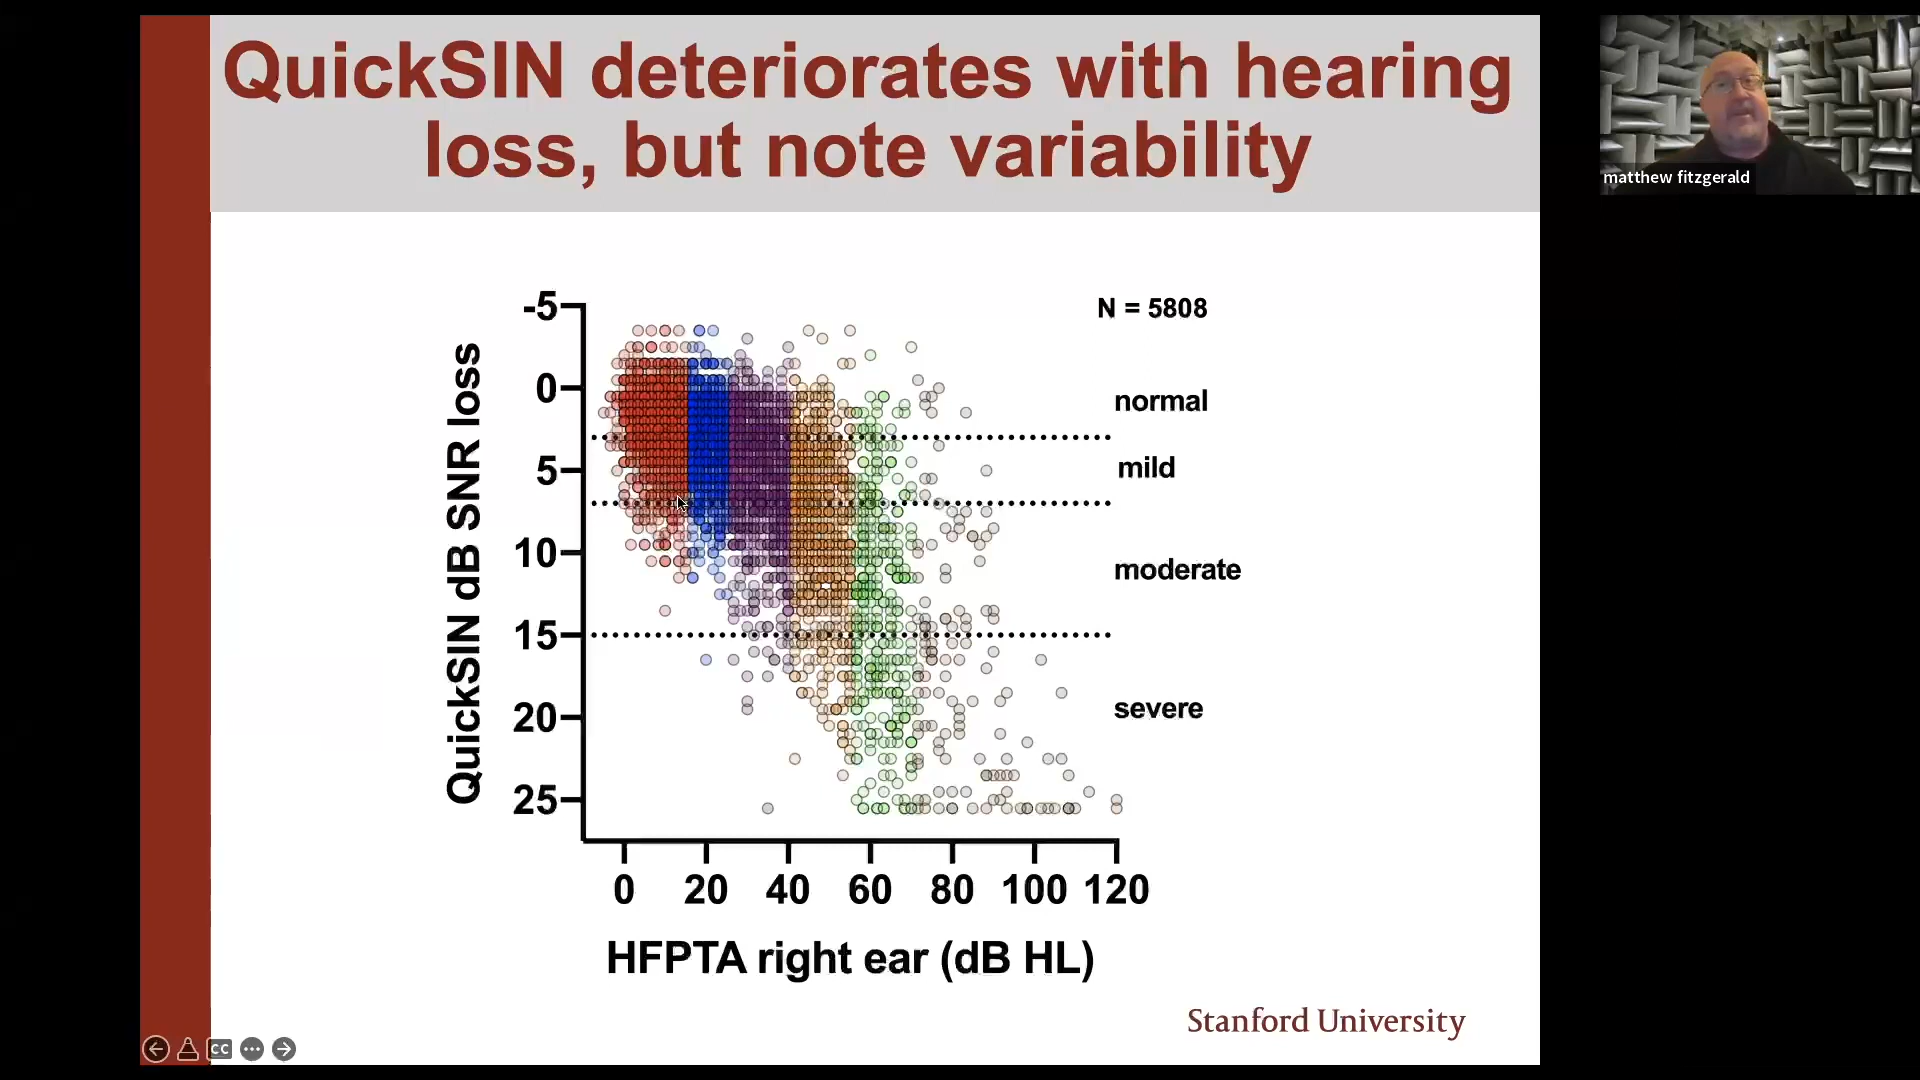 QuickSIN deteriorates with hearing
loss, but note variability
matthew fitzgerald
N = 5808
QuickSIN dB SNR loss
-5
0
5
10
15
20
25
normal
mild
moderate
severe
0 20 40 60 80 100 120
HFPTA right ear (dB HL)
Stanford University
CC